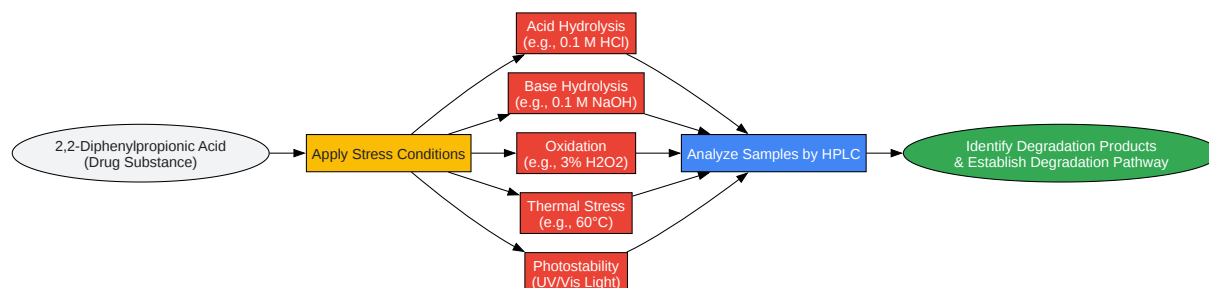 2,2-Diphenylpropionic Acid
(Drug Substance)
Apply Stress Conditions
Acid Hydrolysis
(e.g., 0.1 M HCl)
Base Hydrolysis
(e.g., 0.1 M NaOH)
Oxidation
(e.g., 3% H2O2)
Thermal Stress
(e.g., 60°C)
Photostability
(UV/Vis Light)
Analyze Samples by HPLC
Identify Degradation Products
& Establish Degradation Pathway